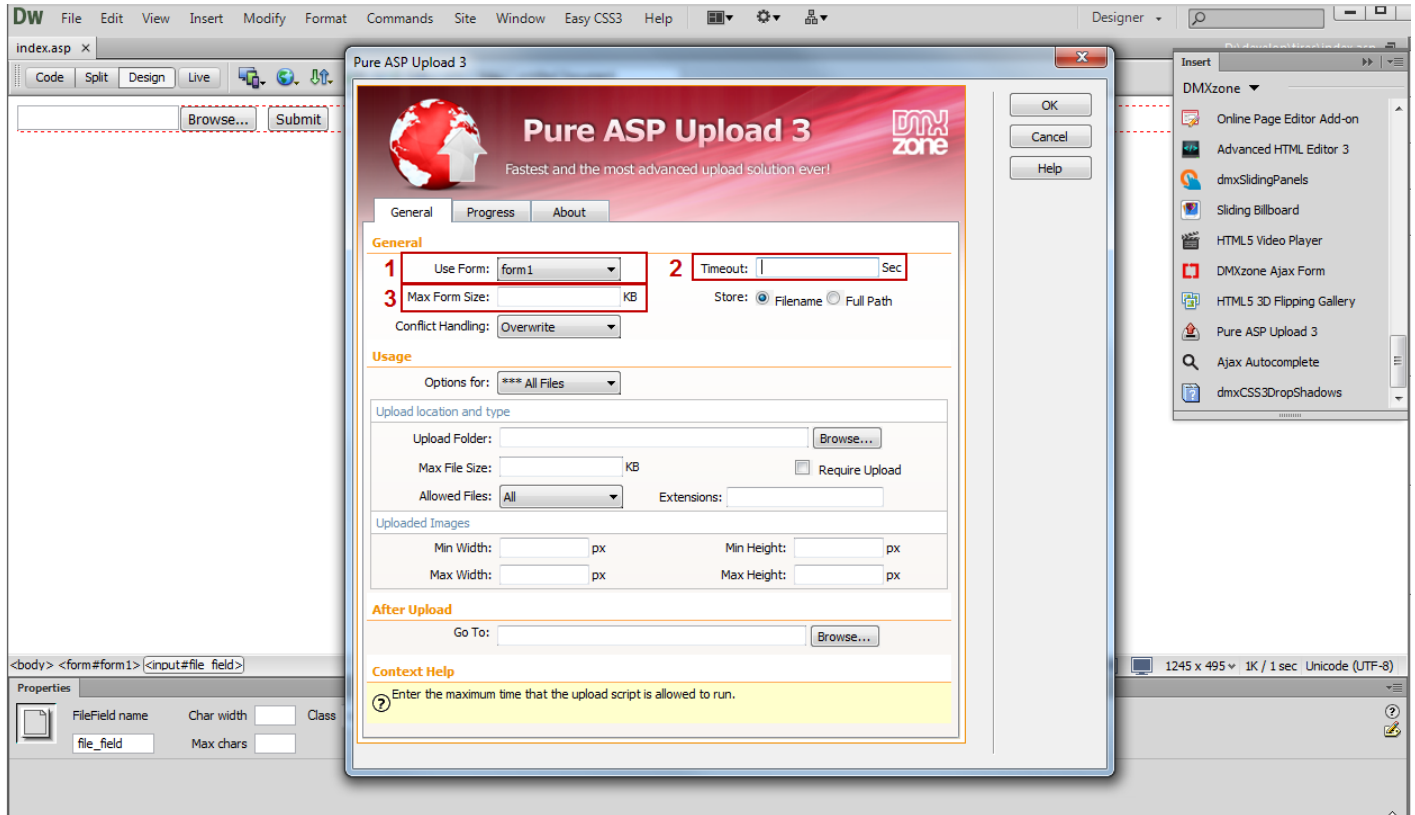 DW File Edit View Insert Modify Format Commands Site Window Easy CSS3 Help Designer
index.asp ×
Code Split Design Live
Browse... Submit
Pure ASP Upload 3
Pure ASP Upload 3
DMX zone
Fastest and the most advanced upload solution ever!
OK
Cancel
Help
General Progress About
General
1 Use Form: form1 2 Timeout: Sec
3 Max Form Size: KB Store: Filename Full Path
Conflict Handling: Overwrite
Usage
Options for: *** All Files
Upload location and type
Upload Folder: Browse...
Max File Size: KB Require Upload
Allowed Files: All Extensions:
Uploaded Images
Min Width: px Min Height: px
Max Width: px Max Height: px
After Upload
Go To: Browse...
Context Help
Enter the maximum time that the upload script is allowed to run.
Insert
DMXzone
Online Page Editor Add-on
Advanced HTML Editor 3
dmxSlidingPanels
Sliding Billboard
HTML5 Video Player
DMXzone Ajax Form
HTML5 3D Flipping Gallery
Pure ASP Upload 3
Ajax Autocomplete
dmxCSS3DropShadows
<body> <form#form1> <input#file_field> 1245 x 495 1K / 1 sec Unicode (UTF-8)
Properties
FileField name Char width Class
file_field Max chars